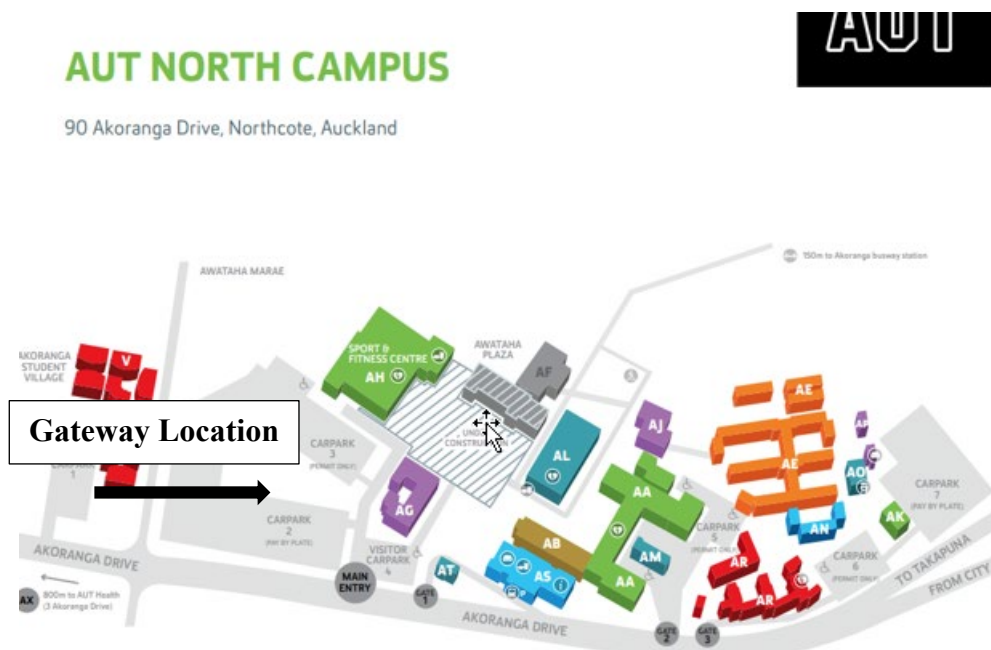 AUT
AUT NORTH CAMPUS
90 Akoranga Drive, Northcote, Auckland
150m to Akoranga busway station
AWATAHA MARAE
AKORANGA
STUDENT
VILLAGE
V
SPORT &
FITNESS CENTRE
AH
AWATAHA
PLAZA
AF
Gateway Location
CARPARK
1
CARPARK
3
(PERMIT ONLY)
CARPARK
2
(PAY BY PLATE)
AG
VISITOR
CARPARK
4
AL
AJ
AA
AB
AM
AS
P
AA
AT
AE
AE
AP
AO
AN
AK
AR
AR
CARPARK
5
(PERMIT ONLY)
CARPARK
6
(PERMIT ONLY)
CARPARK
7
(PAY BY PLATE)
AKORANGA DRIVE
AX
800m to AUT Health
(3 Akoranga Drive)
MAIN
ENTRY
GATE
1
AKORANGA DRIVE
GATE
2
GATE
3
TO TAKAPUNA
FROM CITY